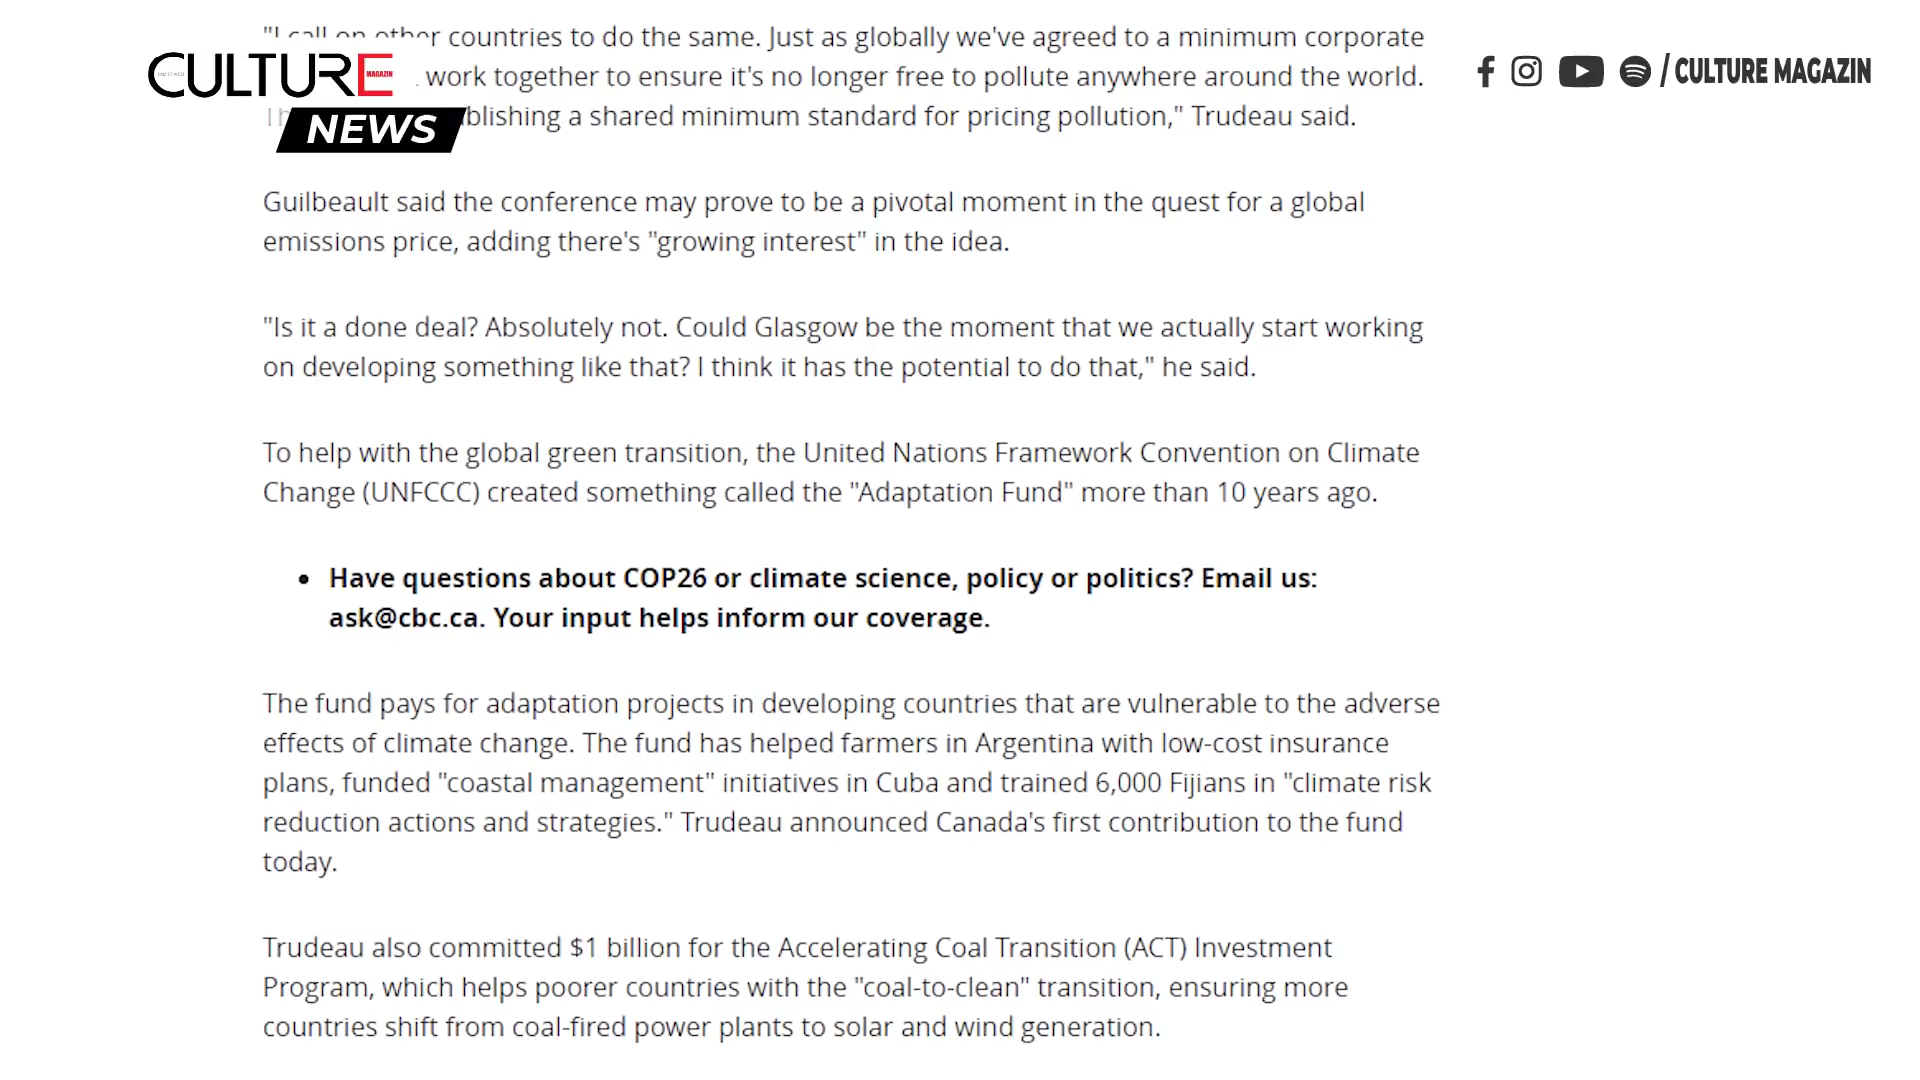 countries to do the same. Just as globally we've agreed to a minimum corporate
CULTURE
MAGAZIN
work together to ensure it's no longer free to pollute anywhere around the world.
/ CULTURE MAGAZIN
NEWS
blishing a shared minimum standard for pricing pollution," Trudeau said.
Guilbeault said the conference may prove to be a pivotal moment in the quest for a global
emissions price, adding there's "growing interest" in the idea.
"Is it a done deal? Absolutely not. Could Glasgow be the moment that we actually start working
on developing something like that? I think it has the potential to do that," he said.
To help with the global green transition, the United Nations Framework Convention on Climate
Change (UNFCCC) created something called the "Adaptation Fund" more than 10 years ago.
• Have questions about COP26 or climate science, policy or politics? Email us:
ask@cbc.ca. Your input helps inform our coverage.
The fund pays for adaptation projects in developing countries that are vulnerable to the adverse
effects of climate change. The fund has helped farmers in Argentina with low-cost insurance
plans, funded "coastal management" initiatives in Cuba and trained 6,000 Fijians in "climate risk
reduction actions and strategies." Trudeau announced Canada's first contribution to the fund
today.
Trudeau also committed $1 billion for the Accelerating Coal Transition (ACT) Investment
Program, which helps poorer countries with the "coal-to-clean" transition, ensuring more
countries shift from coal-fired power plants to solar and wind generation.